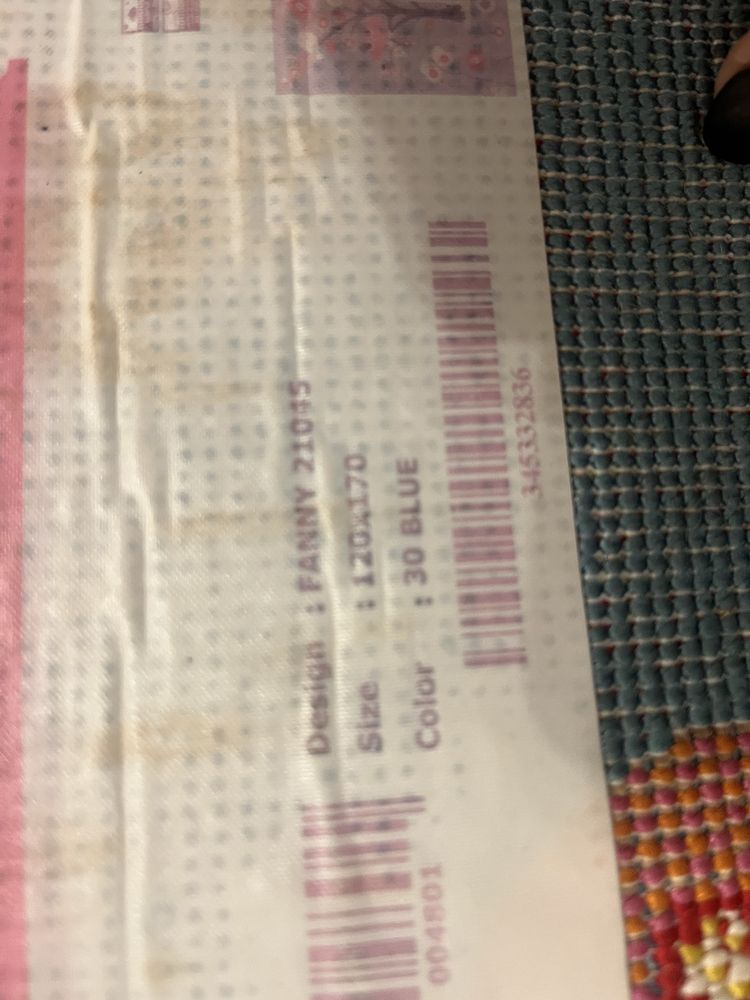 Design : FANNY 21045
Size : 120x170
Color : 30 BLUE
345332836
004801